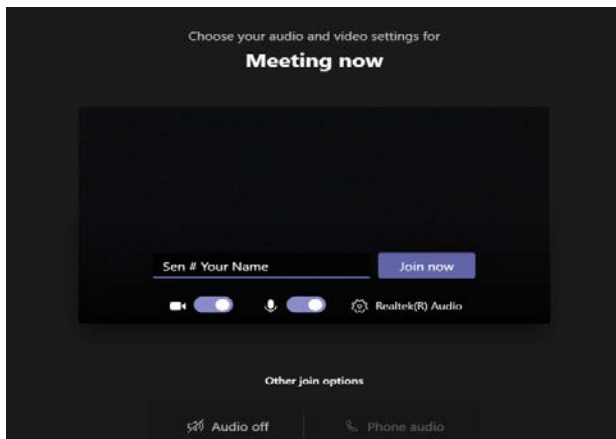 Choose your audio and video settings for
Meeting now
Sen # Your Name
Join now
Realtek(R) Audio
Other join options
Audio off
Phone audio